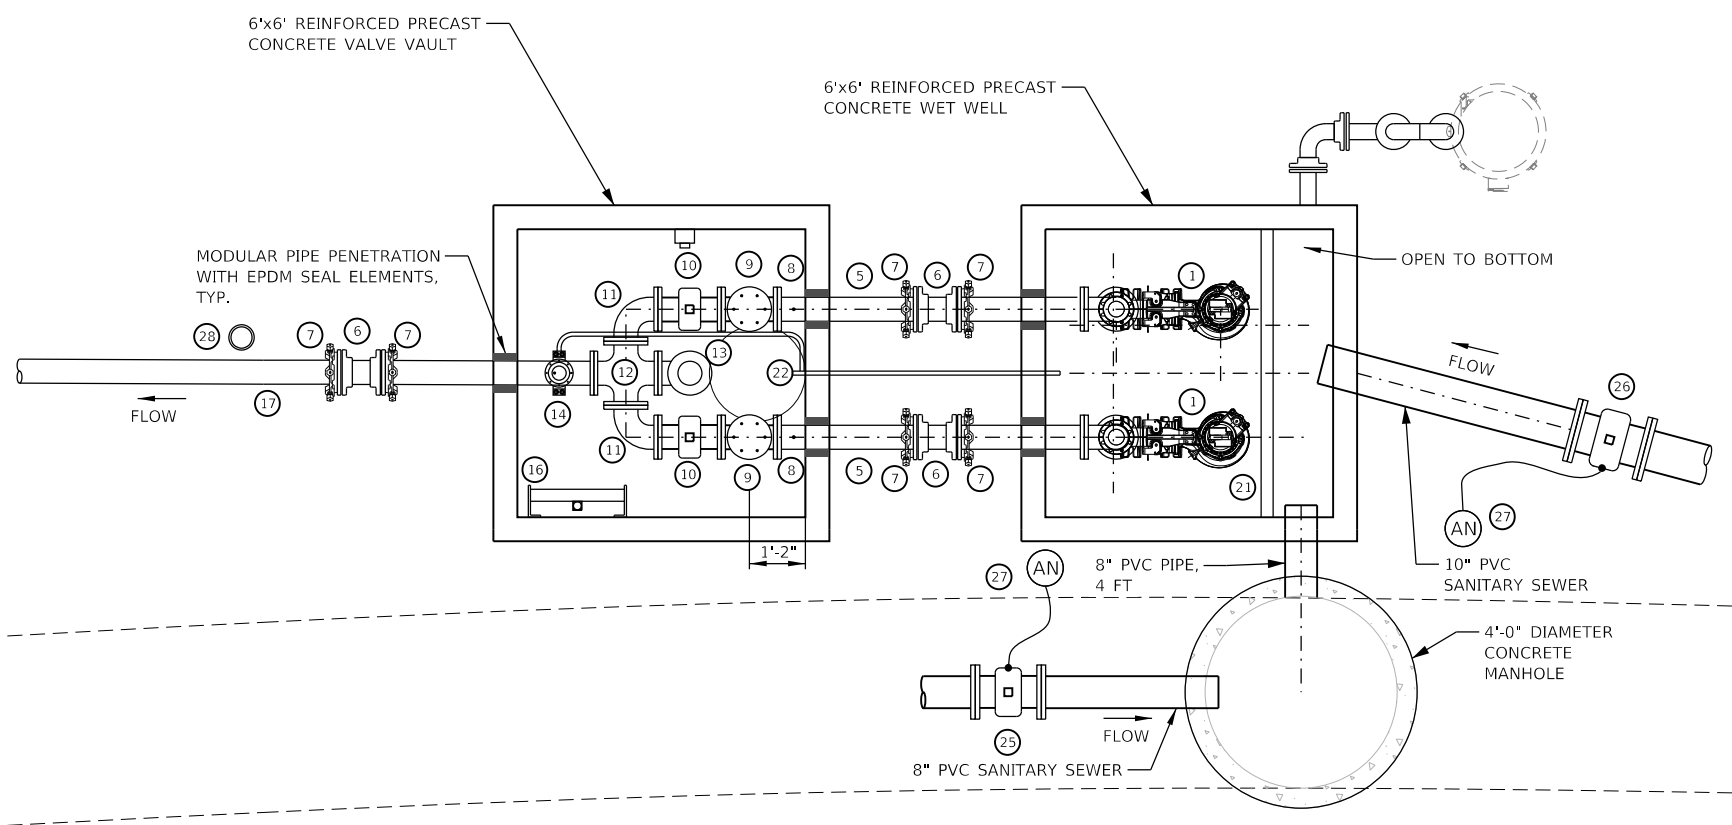 6'x6' REINFORCED PRECAST
CONCRETE VALVE VAULT
6'x6' REINFORCED PRECAST
CONCRETE WET WELL
MODULAR PIPE PENETRATION
WITH EPDM SEAL ELEMENTS,
TYP.
OPEN TO BOTTOM
10
9
8
5
7
6
7
1
11
28
7
6
7
13
12
22
17
14
FLOW
FLOW
26
1
11
10
9
8
5
7
6
7
21
16
1'-2"
AN
27
27
AN
8" PVC PIPE,
4 FT
10" PVC
SANITARY SEWER
4'-0" DIAMETER
CONCRETE
MANHOLE
25
FLOW
8" PVC SANITARY SEWER